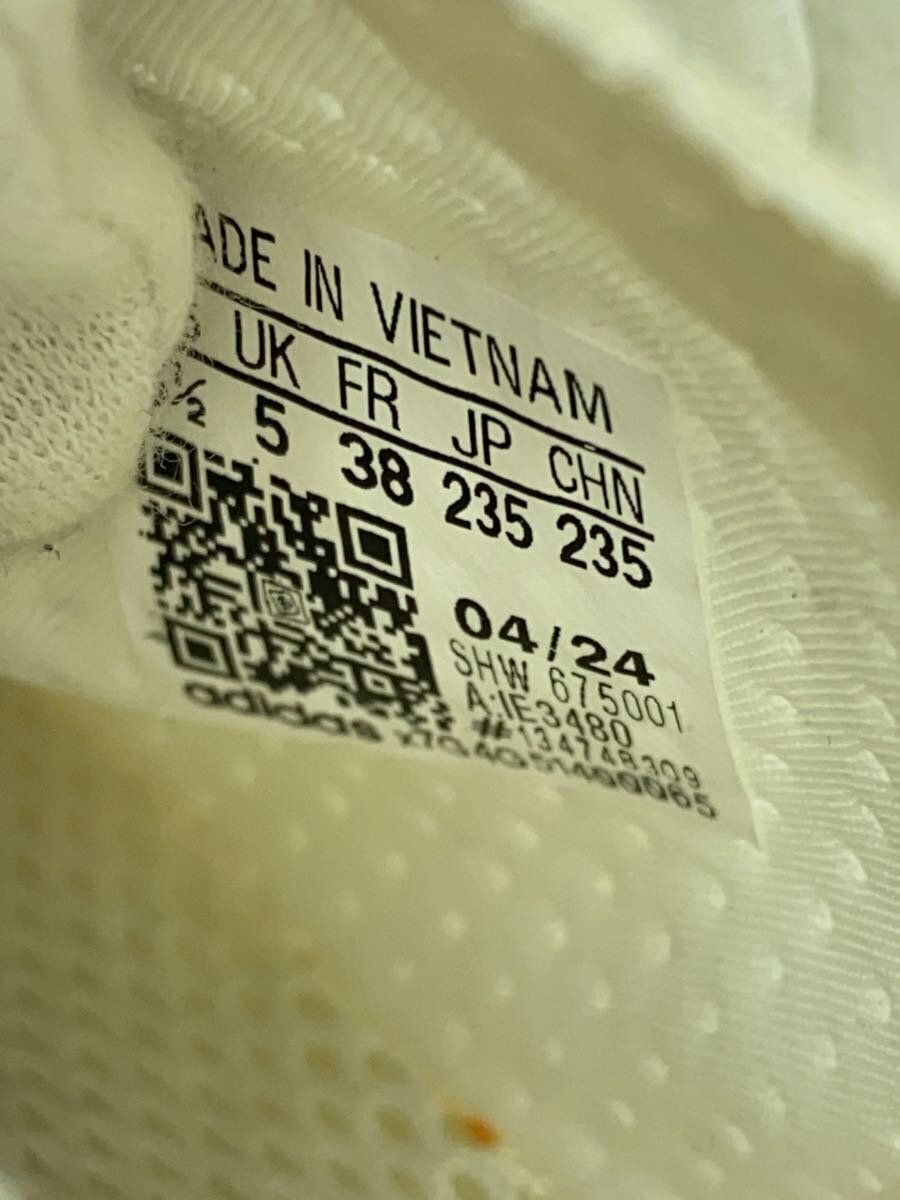 ADE IN VIETNAM
UK FR JP CHN
½ 5 38 235 235
04/24
SHW 675001
A:IE3480
#134748309
adidas